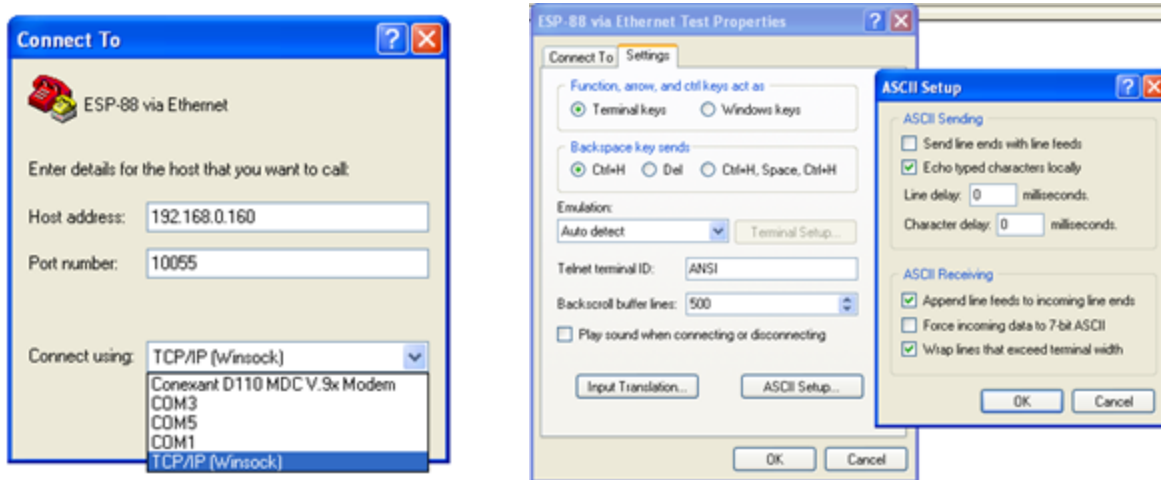 Connect To
ESP-88 via Ethernet
Enter details for the host that you want to call:
Host address: 192.168.0.160
Port number: 10055
Connect using: TCP/IP (Winsock)
Conexant D110 MDC V.9x Modem
COM3
COM5
COM1
TCP/IP (Winsock)
ESP-88 via Ethernet Test Properties
Connect To Settings
Function, arrow, and ctrl keys act as
Terminal keys Windows keys
Backspace key sends
Ctrl+H Del Ctrl+H, Space, Ctrl+H
Emulation:
Auto detect Terminal Setup...
Telnet terminal ID: ANSI
Backscroll buffer lines: 500
Play sound when connecting or disconnecting
Input Translation... ASCII Setup...
OK Cancel
ASCII Setup
ASCII Sending
Send line ends with line feeds
Echo typed characters locally
Line delay: 0 milliseconds.
Character delay: 0 milliseconds.
ASCII Receiving
Append line feeds to incoming line ends
Force incoming data to 7-bit ASCII
Wrap lines that exceed terminal width
OK Cancel